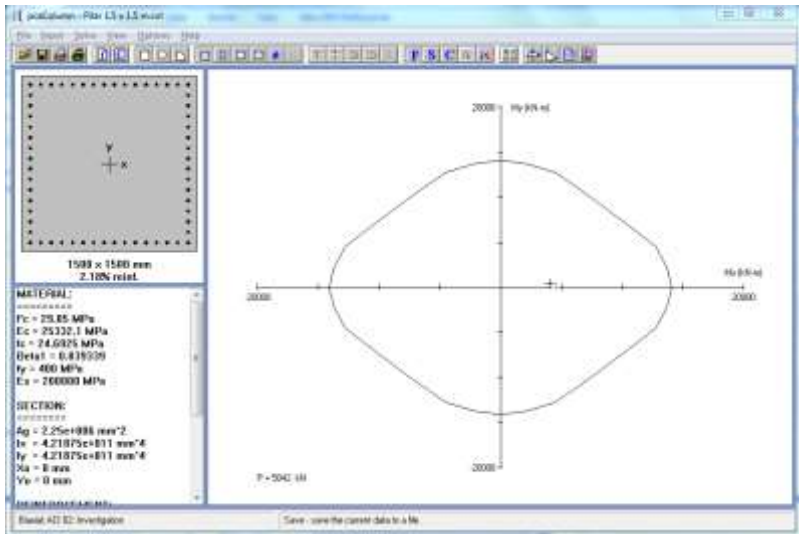 pcaColumn - Pilar 1.5 x 1.5 m.col
File Input Solve View Options Help
y
x
1500 x 1500 mm
2.18% reinf.
MATERIAL:
=========
f'c = 29.05 MPa
Ec = 25332.1 MPa
fc = 24.6925 MPa
Beta1 = 0.839339
fy = 400 MPa
Es = 200000 MPa
SECTION:
========
Ag = 2.25e+006 mm^2
Ix = 4.21875e+011 mm^4
Iy = 4.21875e+011 mm^4
Xo = 0 mm
Yo = 0 mm
REINFORCEMENT:
20000
My (kN-m)
Mx (kN-m)
20000
20000
-20000
P = 5042 kN
Biaxial ACI 02: Investigation
Save - save the current data to a file